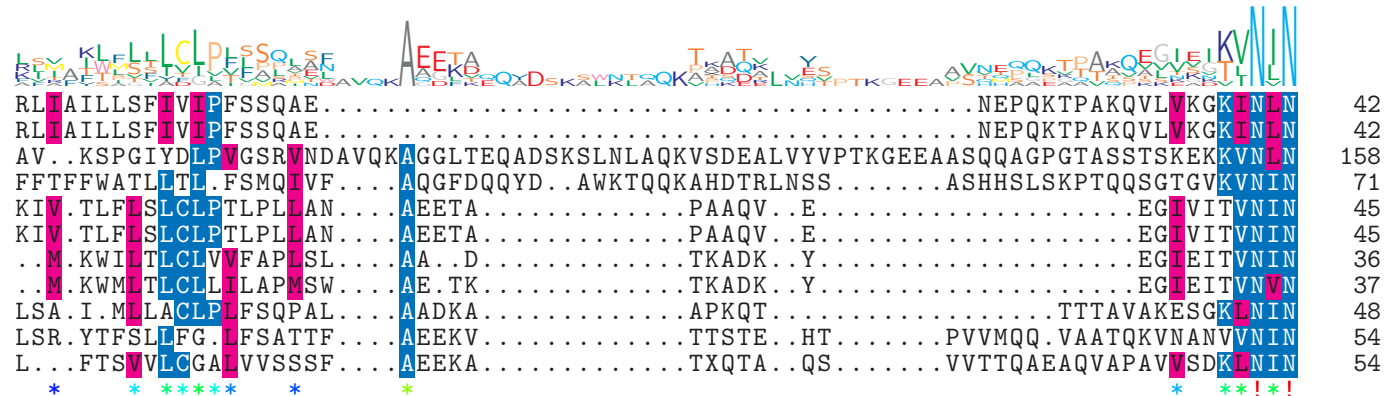 RLIAILLSFIVIPFSSQAE.........................................NEPQKTPAKQVLVKGKINLN 42
RLIAILLSFIVIPFSSQAE.........................................NEPQKTPAKQVLVKGKINLN 42
AV..KSPGIYDLPVGSRVNDAVQKAGGLTEQADSKSLNLAQKVSDEALVYVPTKGEEAASQQAGPGTASSTSKEKKVNLN 158
FFTFFWATLLTL.FSMQIVF....AQGFDQQYD..AWKTQQKAHDTRLNSS.......ASHHSLSKPTQQSGTGVKVNIN 71
KIV.TLFLSLCLPTLPLLAN....AEETA.............PAAQV..E....................EGIVITVNIN 45
KIV.TLFLSLCLPTLPLLAN....AEETA.............PAAQV..E....................EGIVITVNIN 45
..M.KWILTLCLVVFAPLSL....AA..D.............TKADK..Y....................EGIEITVNIN 36
..M.KWMLTLCLLILAPMSW....AE.TK.............TKADK..Y....................EGIEITVNVN 37
LSA.I.MLLACLPLFSQPAL....AADKA.............APKQT..................TTTAVAKESGKLNIN 48
LSR.YTFSLLFG.LFSATTF....AEEKV.............TTSTE..HT.......PVVMQQ.VAATQKVNANVVNIN 54
L...FTSVVLCGALVVSSSF....AEEKA.............TXQTA..QS.......VVTTQAEAQVAPAVVSDKLNIN 54
* * * * * * * * * * * * ! * !